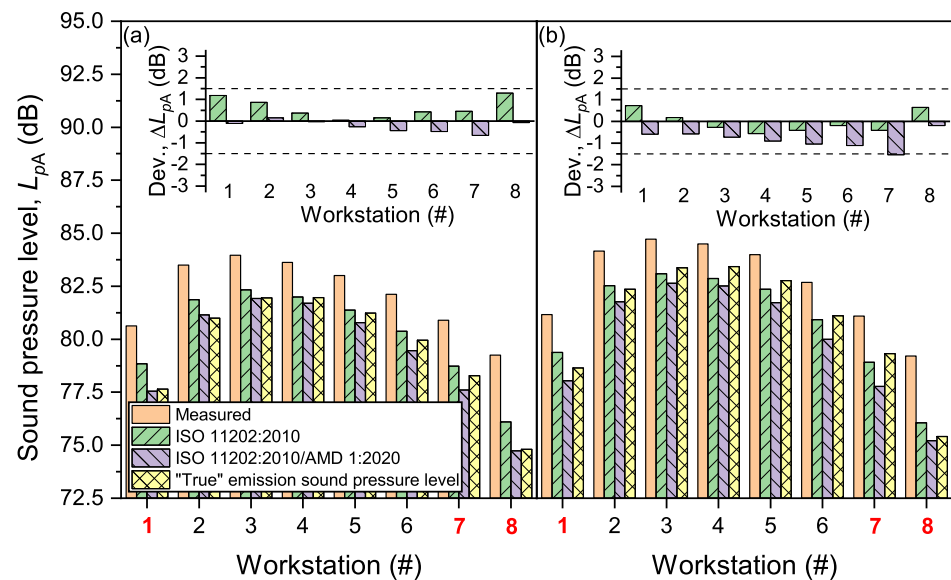 (a)
(b)
Sound pressure level, LpA (dB)
95.0
92.5
90.0
87.5
85.0
82.5
80.0
77.5
75.0
72.5
Dev., ΔLpA (dB)
3
2
1
0
-1
-2
-3
1 2 3 4 5 6 7 8
Workstation (#)
Dev., ΔLpA (dB)
3
2
1
0
-1
-2
-3
1 2 3 4 5 6 7 8
Workstation (#)
Measured
ISO 11202:2010
ISO 11202:2010/AMD 1:2020
"True" emission sound pressure level
1 2 3 4 5 6 7 8
Workstation (#)
1 2 3 4 5 6 7 8
Workstation (#)